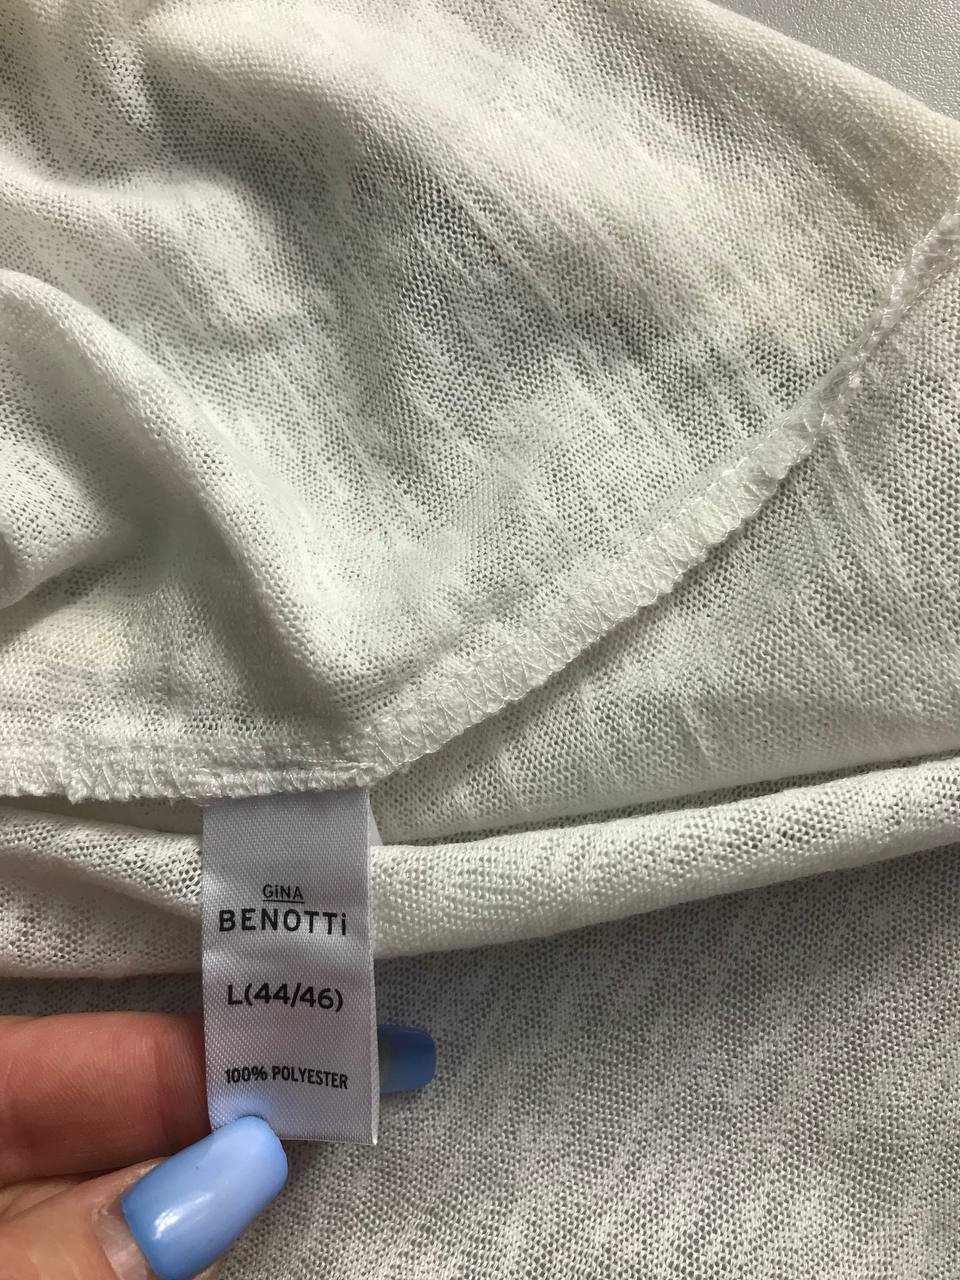 GiNA
BENOTTi
L(44/46)
100% POLYESTER